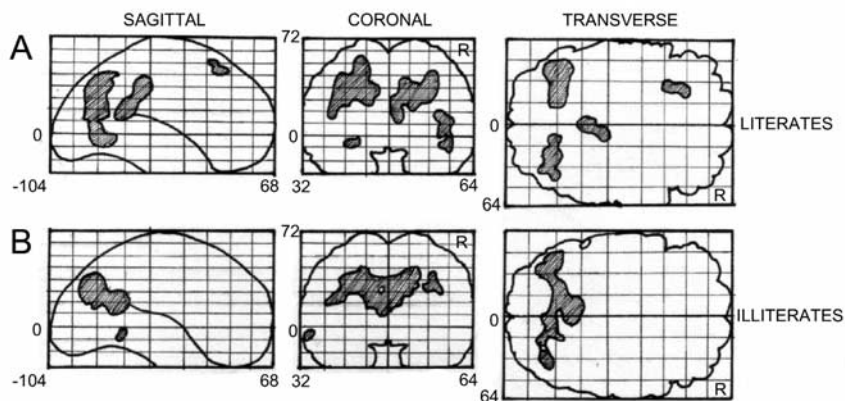 SAGITTAL CORONAL TRANSVERSE
A 72 R
0 0 0 LITERATES
-104 68 32 64 64 R
B 72 R
0 0 0 ILLITERATES
-104 68 32 64 64 R